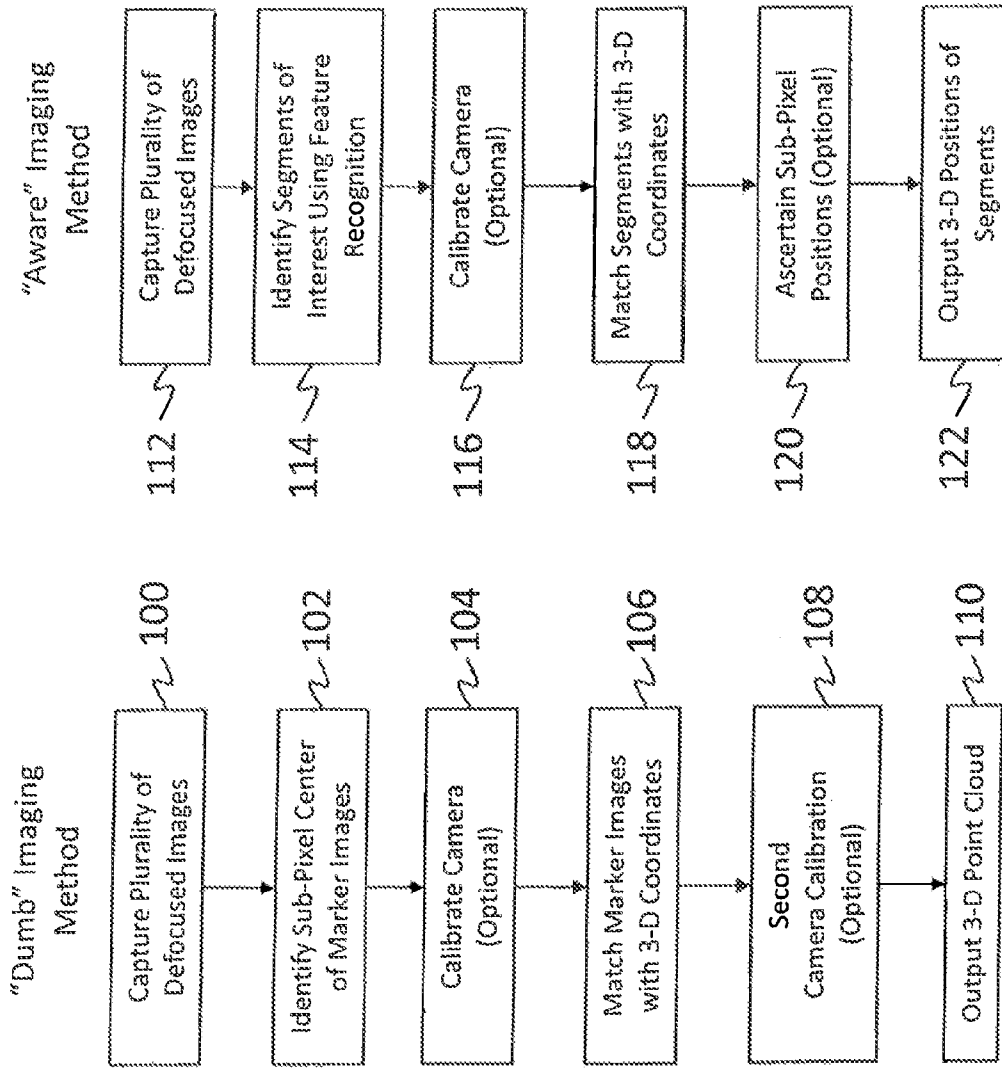 "Dumb" Imaging
Method
Capture Plurality of
Defocused Images
100
Identify Sub-Pixel Center
of Marker Images
102
Calibrate Camera
(Optional)
104
Match Marker Images
with 3-D Coordinates
106
Second
Camera Calibration
(Optional)
108
Output 3-D Point Cloud
110
"Aware" Imaging
Method
112
Capture Plurality of
Defocused Images
114
Identify Segments of
Interest Using Feature
Recognition
116
Calibrate Camera
(Optional)
118
Match Segments with 3-D
Coordinates
120
Ascertain Sub-Pixel
Positions (Optional)
122
Output 3-D Positions of
Segments